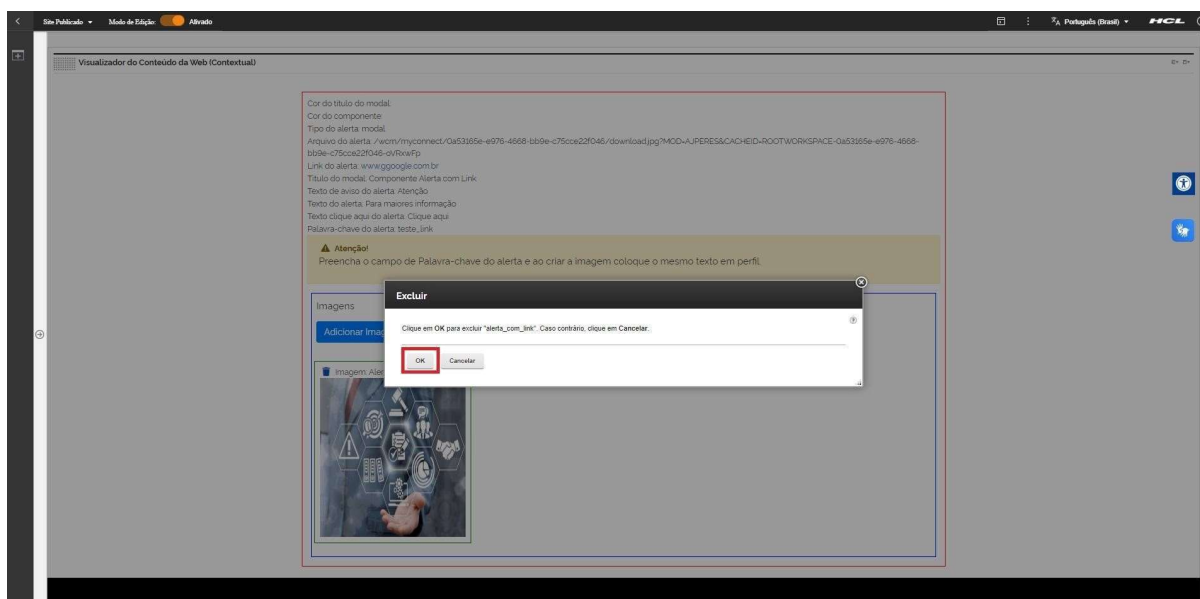 Site Publicado
Modo de Edição:
Ativado
Português (Brasil)
HCL
Visualizador do Conteúdo da Web (Contextual)
Cor do título do modal:
Cor do componente:
Tipo do alerta: modal
Arquivo do alerta: /wcm/myconnect/0a53165e-e976-4668-bb9e-c75cce22f046/download.jpg?MOD=AJPERES&CACHEID=ROOTWORKSPACE-0a53165e-e976-4668-
bb9e-c75cce22f046-oVRxwFp
Link do alerta: www.ggoogle.com.br
Titulo do modal: Componente Alerta com Link
Texto de aviso do alerta: Atenção
Texto do alerta: Para maiores informação
Texto clique aqui do alerta: Clique aqui
Palavra-chave do alerta: teste_link
Atenção!
Preencha o campo de Palavra-chave do alerta e ao criar a imagem coloque o mesmo texto em perfil.
Excluir
Imagens
Clique em OK para excluir "alerta_com_link". Caso contrário, clique em Cancelar.
Adicionar Imag
OK
Cancelar
Imagem: Aler